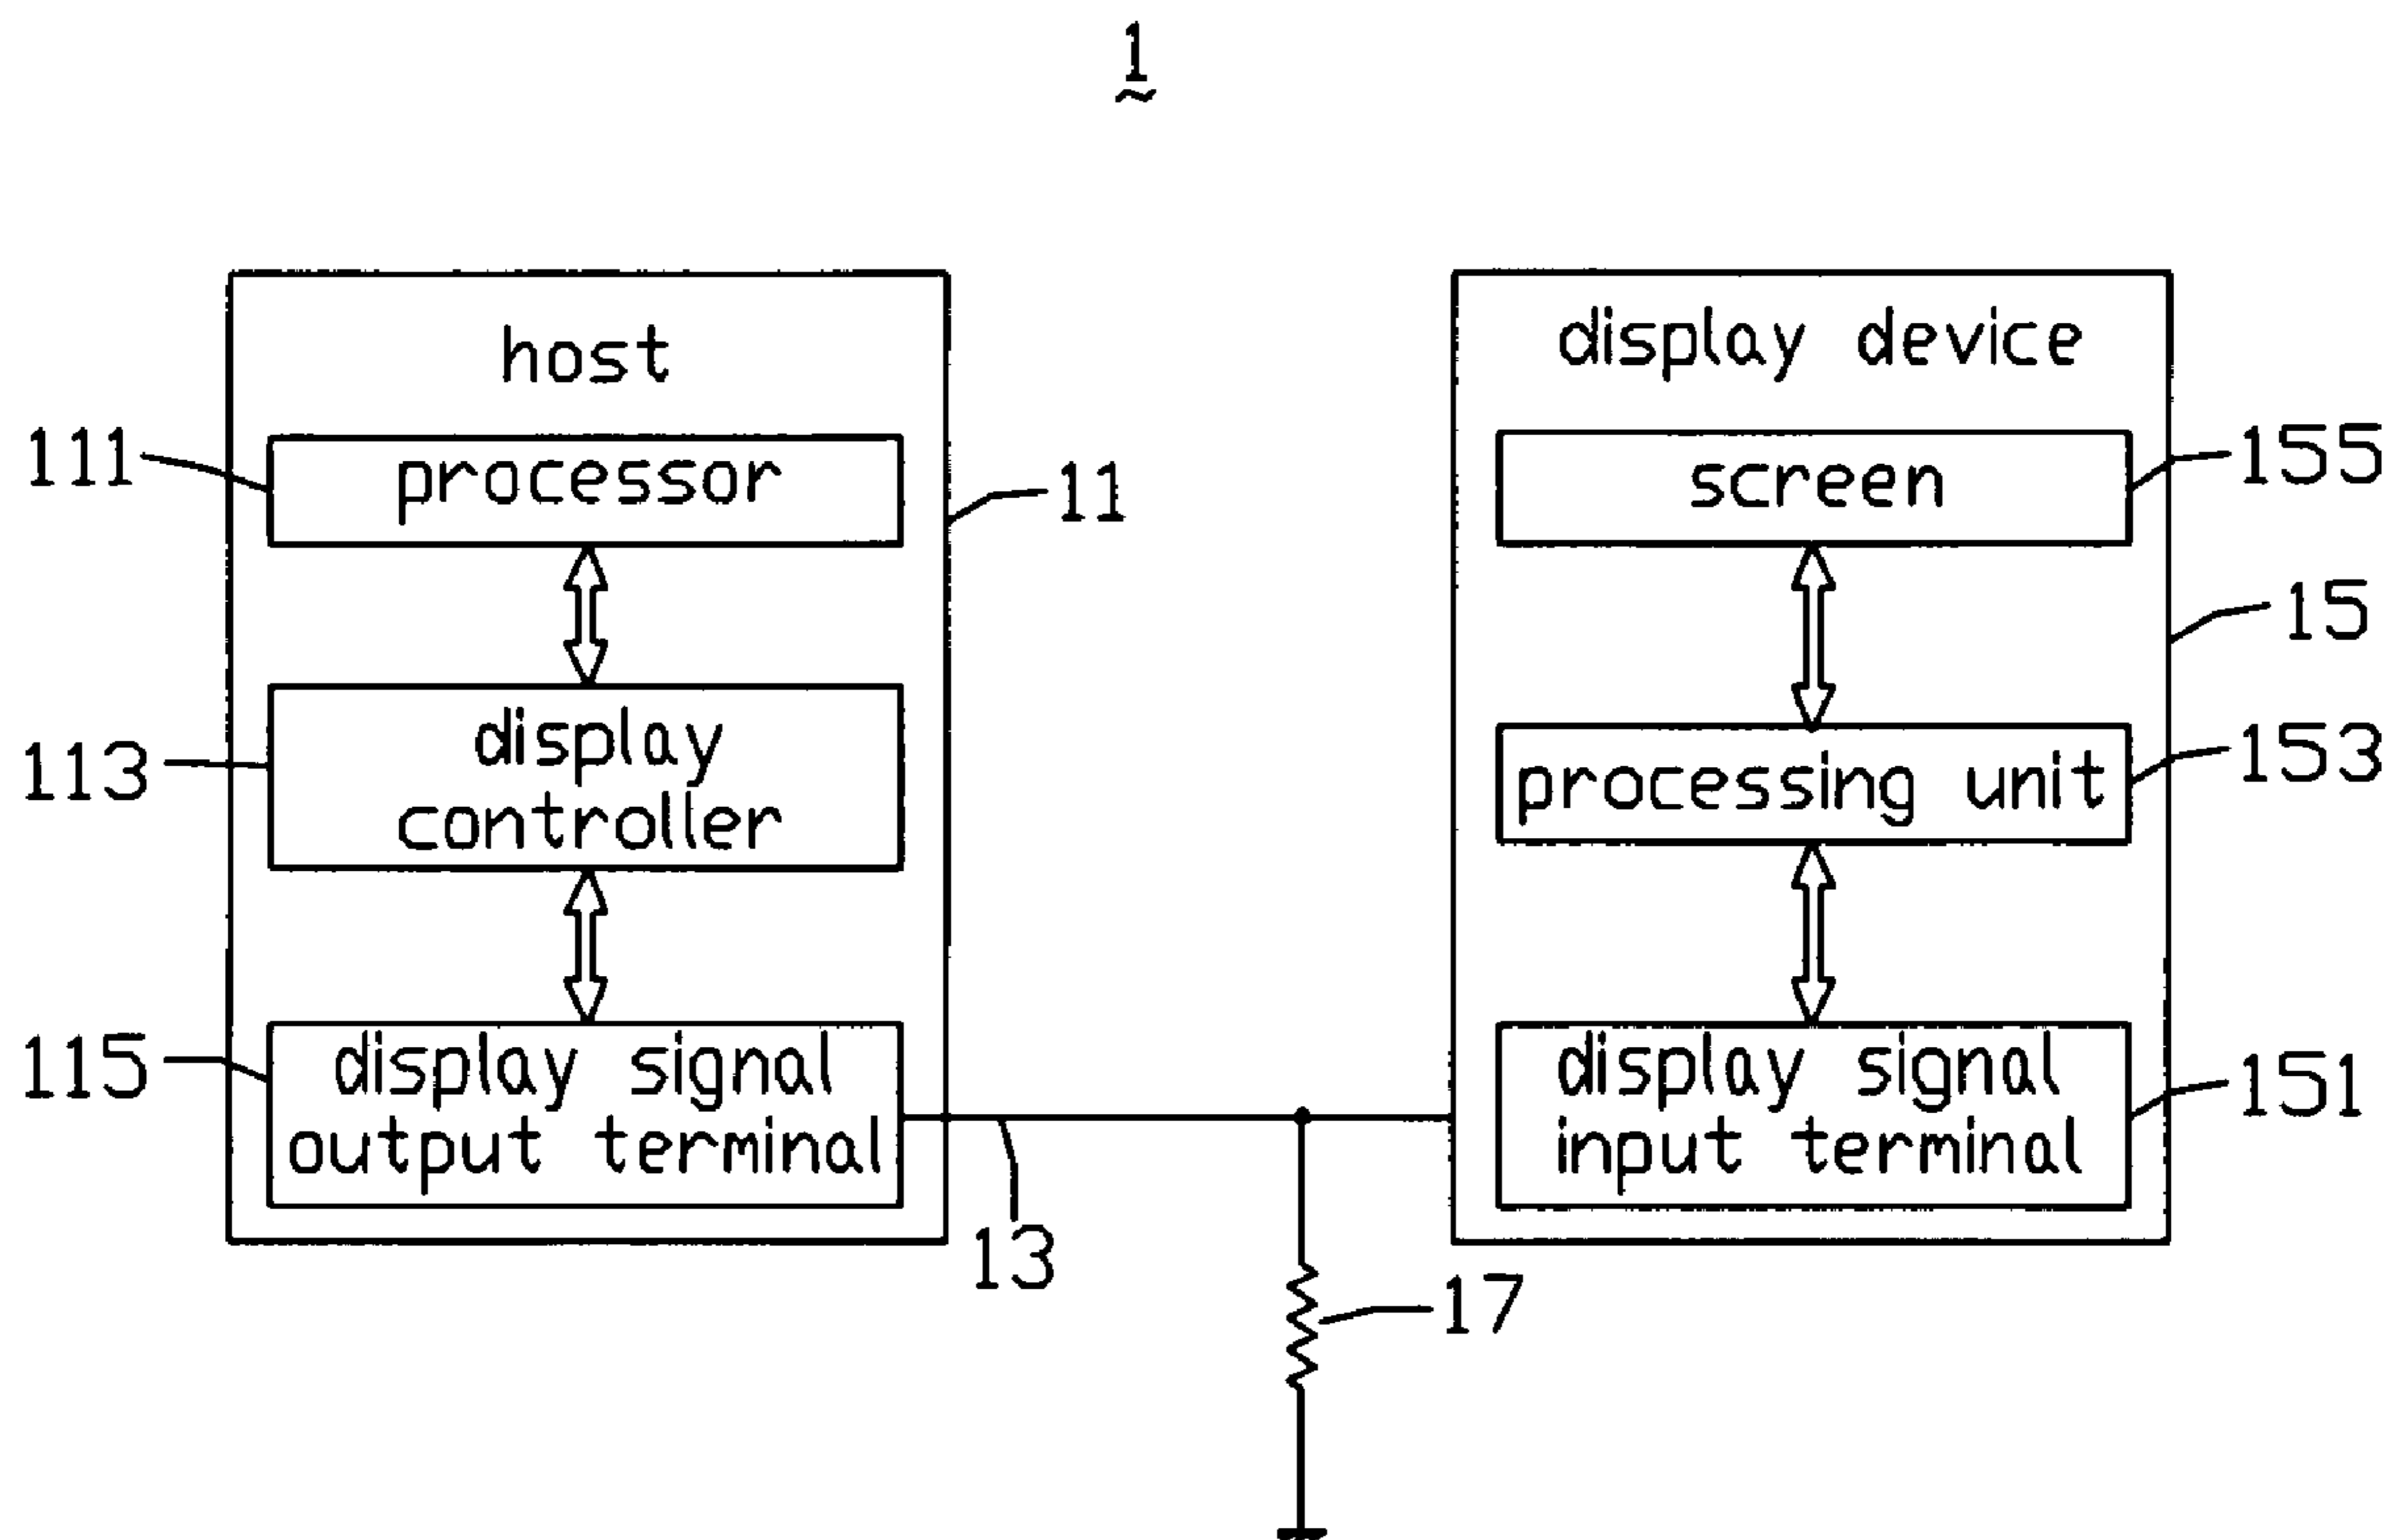 1
host
111
processor
11
113
display
controller
115
display signal
output terminal
13
17
display device
screen
155
15
processing unit
153
display signal
input terminal
151